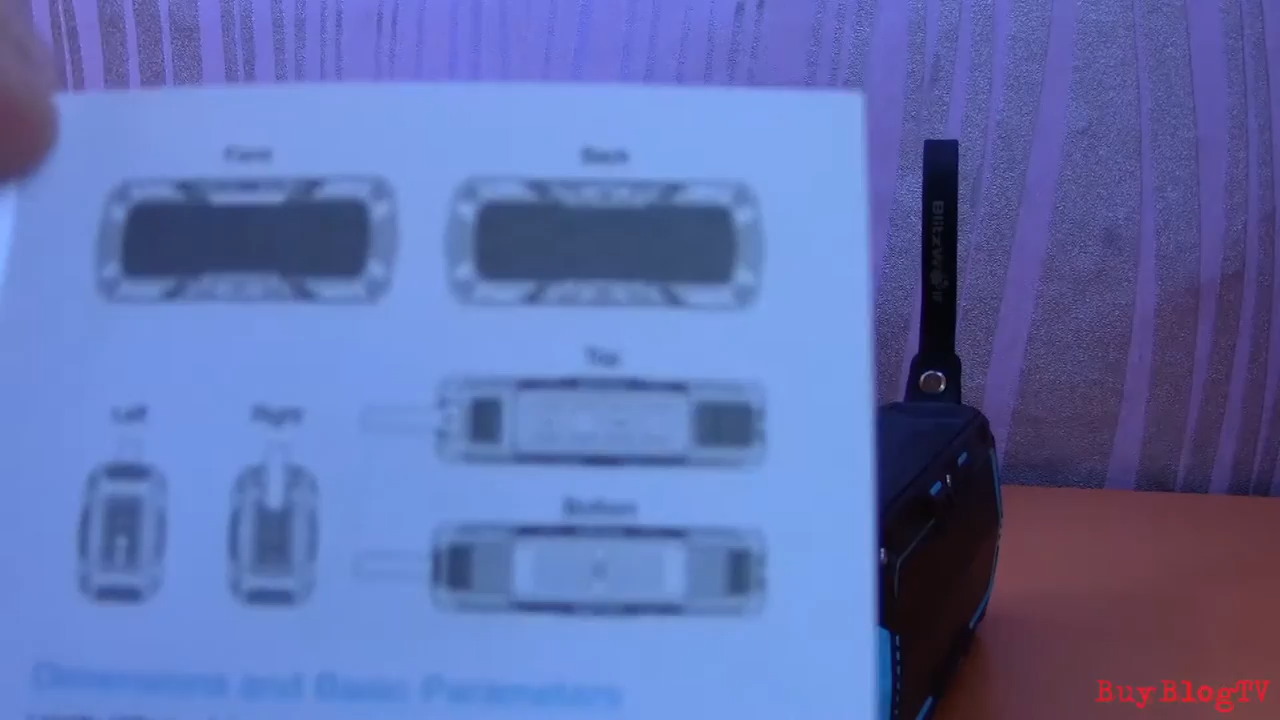 Front
Back
Top
Left
Right
Bottom
Dimensions and Basic Parameters
BlitzWolf
BuyBlogTV